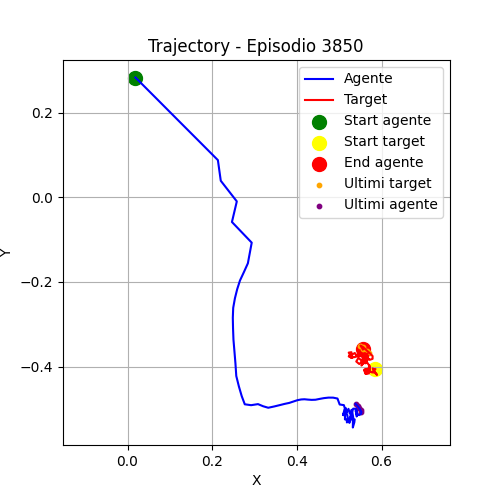 Trajectory - Episodio 3850
Agente
Target
Start agente
Start target
End agente
Ultimi target
Ultimi agente
0.2
0.0
−0.2
−0.4
Y
0.0
0.2
0.4
0.6
X